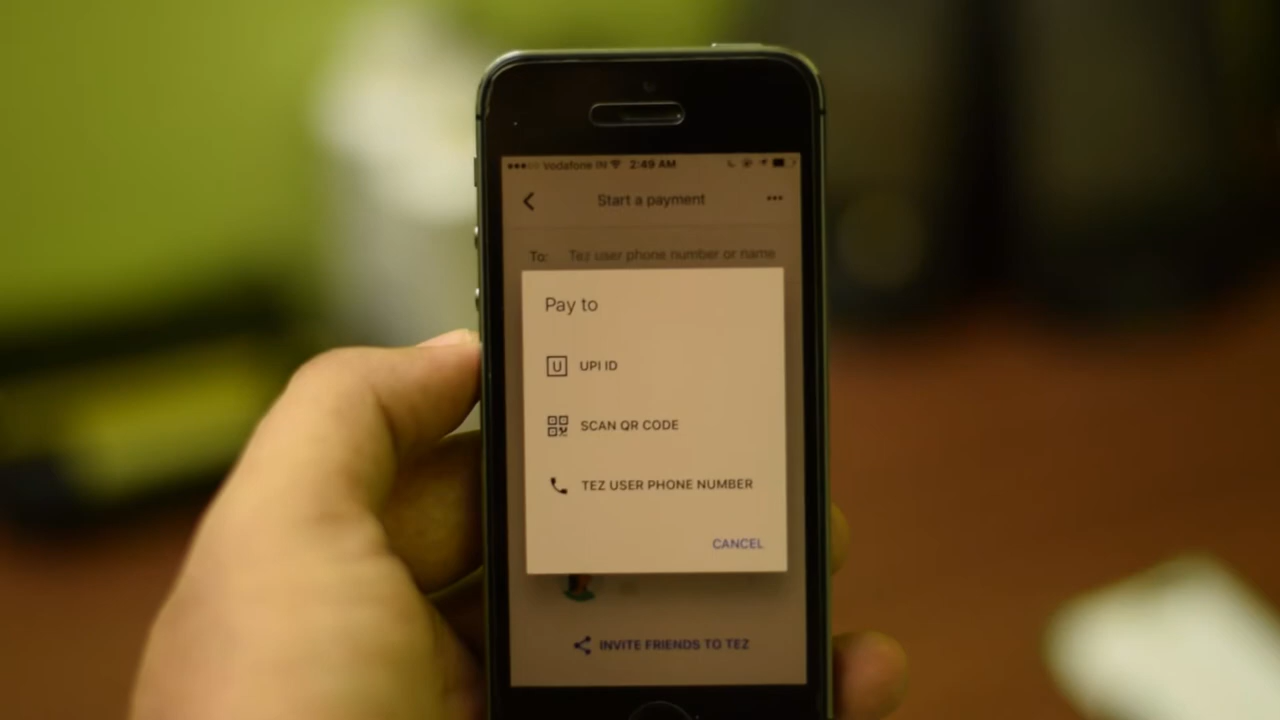 Vodafone IN 2:49 AM
Start a payment
To: Tez user phone number or name
Pay to
UPI ID
SCAN QR CODE
TEZ USER PHONE NUMBER
CANCEL
INVITE FRIENDS TO TEZ